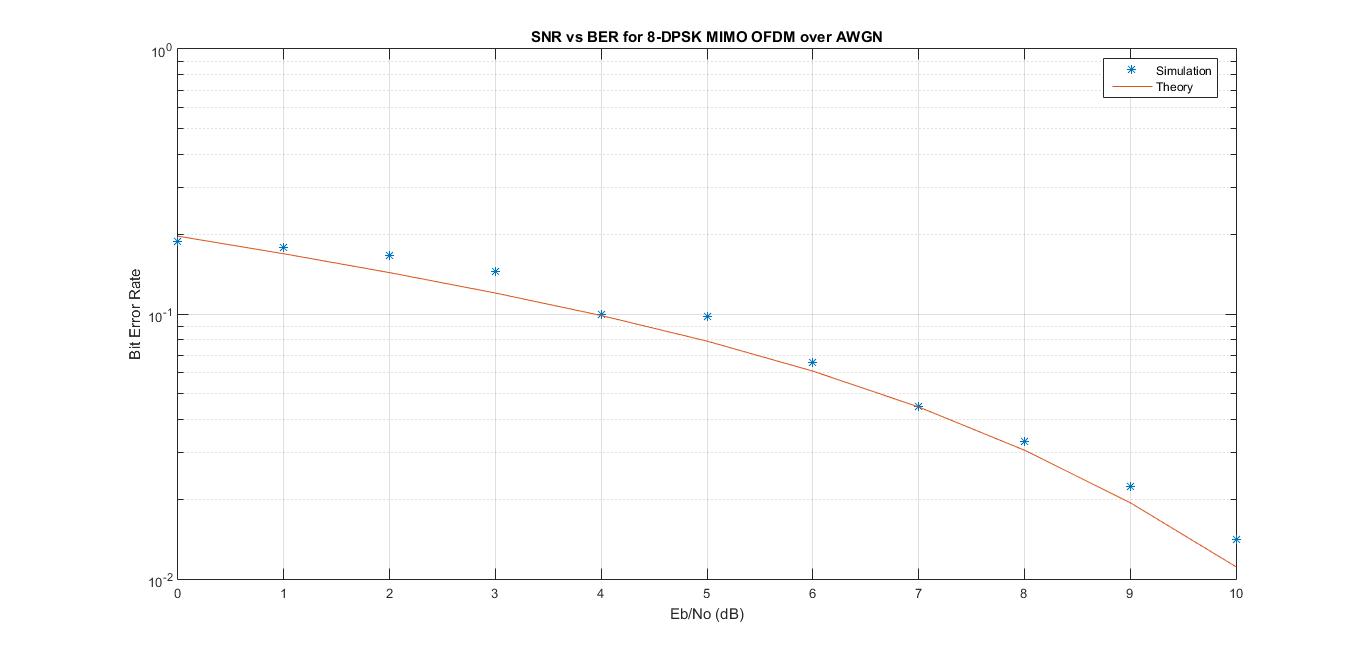 SNR vs BER for 8-DPSK MIMO OFDM over AWGN
10^0
Simulation
Theory
10^-1
Bit Error Rate
10^-2
0 1 2 3 4 5 6 7 8 9 10
Eb/No (dB)